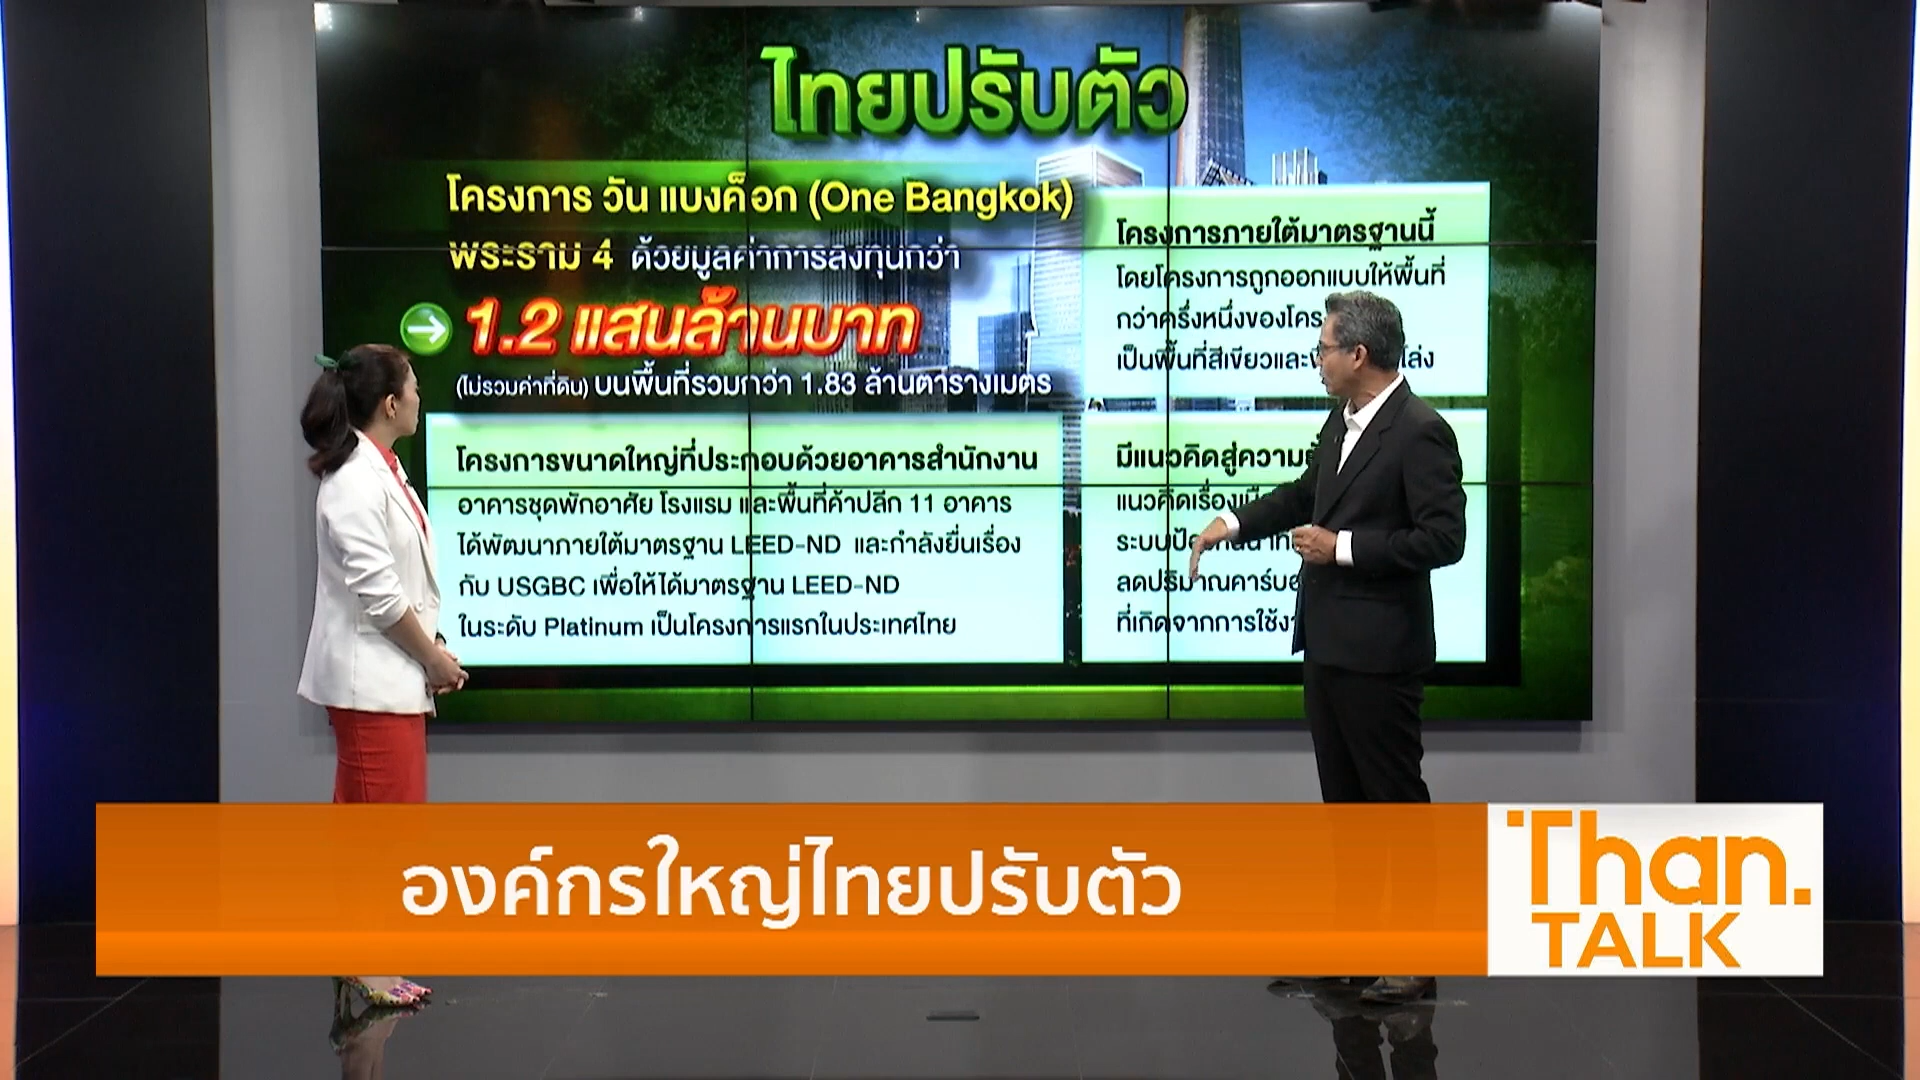 ไทยปรับตัว
โครงการ วัน แบงค็อก (One Bangkok)
พระราม 4 ด้วยมูลค่าการลงทุนกว่า
1.2 แสนล้านบาท
(ไม่รวมค่าที่ดิน) บนพื้นที่รวมกว่า 1.83 ล้านตารางเมตร
โครงการขนาดใหญ่ที่ประกอบด้วยอาคารสำนักงาน
อาคารชุดพักอาศัย โรงแรม และพื้นที่ค้าปลีก 11 อาคาร
ได้พัฒนาภายใต้มาตรฐาน LEED-ND และกำลังยื่นเรื่อง
กับ USGBC เพื่อให้ได้มาตรฐาน LEED-ND
ในระดับ Platinum เป็นโครงการแรกในประเทศไทย
โครงการภายใต้มาตรฐานนี้
โดยโครงการถูกออกแบบให้พื้นที่
กว่าครึ่งหนึ่งของ
เป็นพื้นที่สีเขียวและ โล่ง
มีแนวคิดสู่ความ
แนวคิดเรื่อง
ลดปริมาณ
ที่เกิดจากการ
องค์กรใหญ่ไทยปรับตัว
Than.
TALK